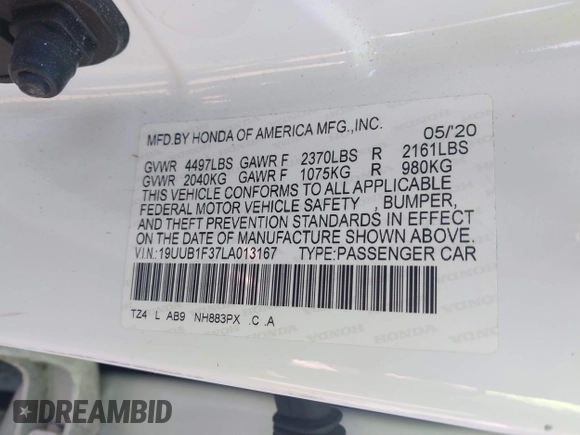 MFD.BY HONDA OF AMERICA MFG.,INC. 05/'20
GVWR 4497LBS GAWR F 2370LBS R 2161LBS
GVWR 2040KG GAWR F 1075KG R 980KG
THIS VEHICLE CONFORMS TO ALL APPLICABLE
FEDERAL MOTOR VEHICLE SAFETY , BUMPER,
AND THEFT PREVENTION STANDARDS IN EFFECT
ON THE DATE OF MANUFACTURE SHOWN ABOVE.
V.I.N.:19UUB1F37LA013167 TYPE:PASSENGER CAR
TZ4 L AB9 NH883PX .C .A
HONDA HONDA
DREAMBID